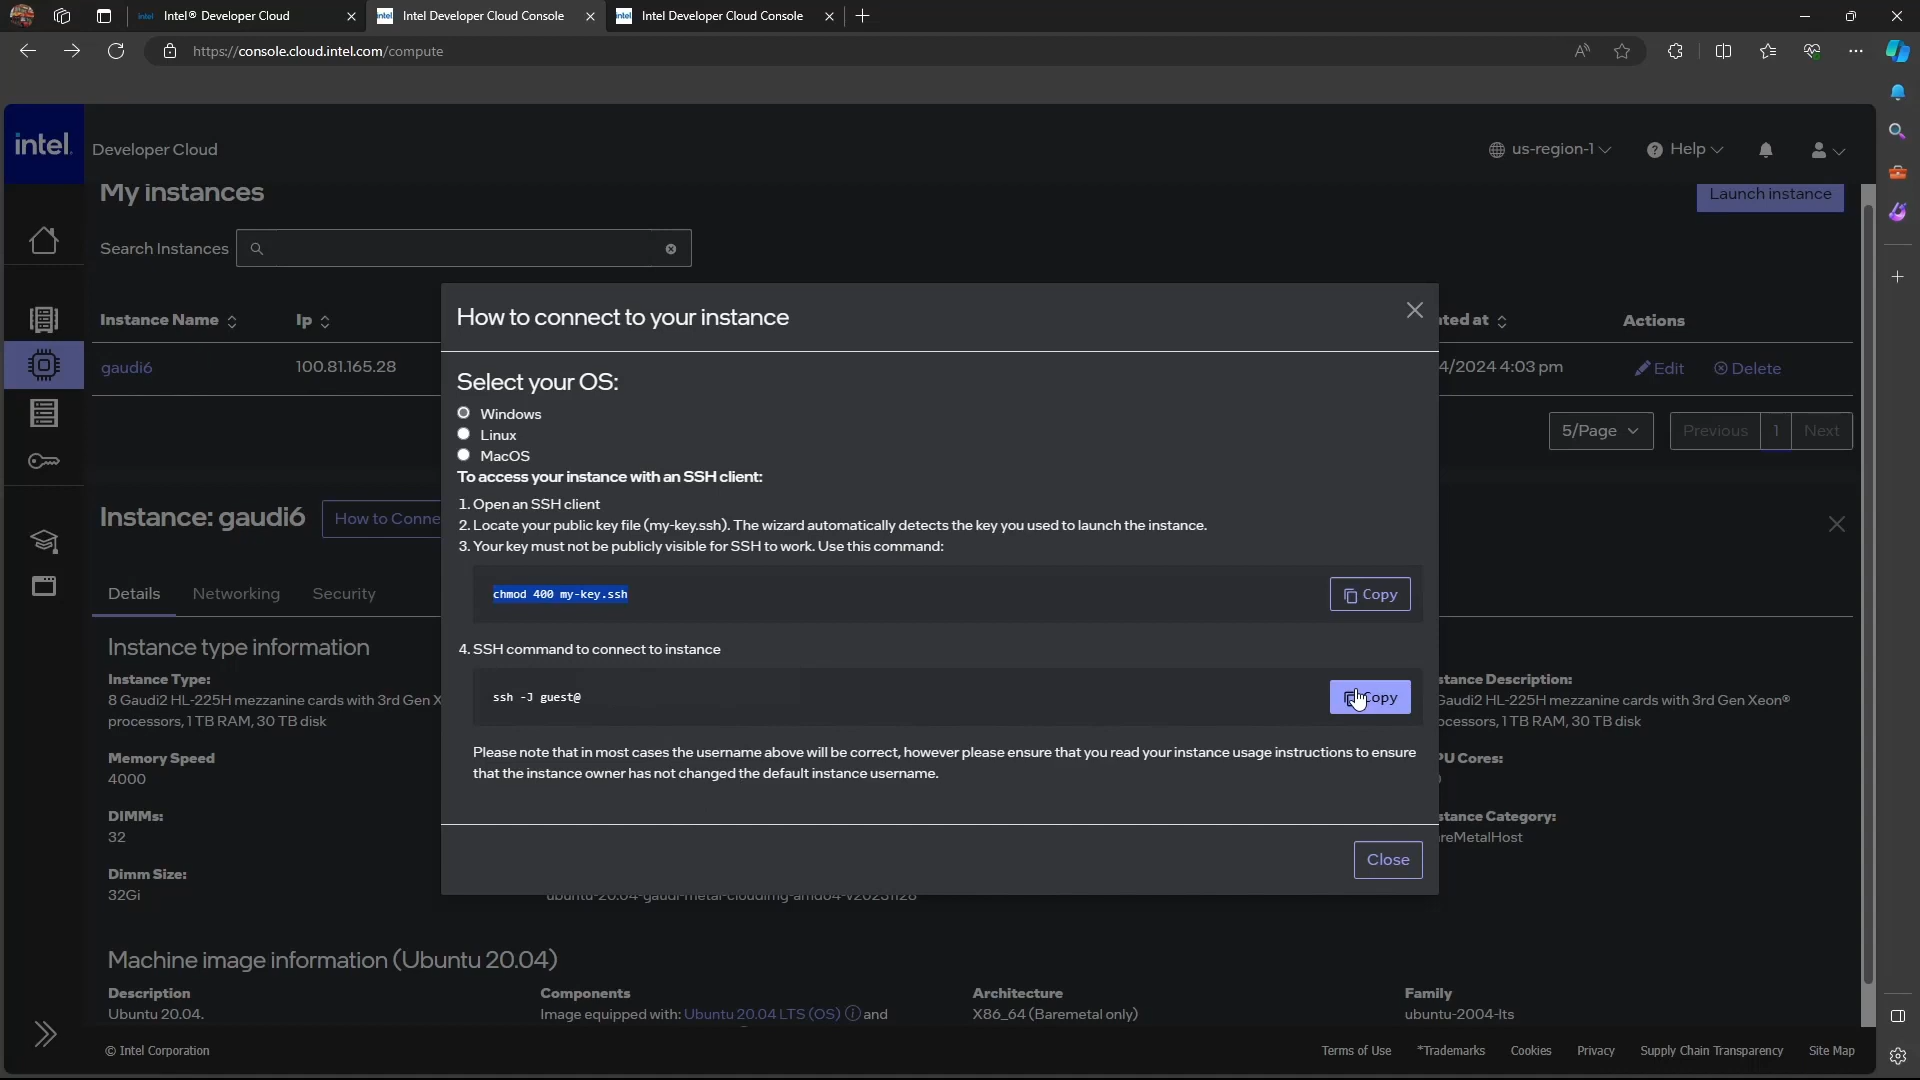 intel Intel® Developer Cloud
intel Intel Developer Cloud Console
intel Intel Developer Cloud Console
https://console.cloud.intel.com/compute
intel.
Developer Cloud
us-region-1
Help
My instances
Launch instance
Search Instances
Instance Name
Ip
ted at
Actions
gaudi6
100.81.165.28
4/2024 4:03 pm
Edit
Delete
5/Page
Previous
1
Next
Instance: gaudi6
How to Conne
Details
Networking
Security
Instance type information
Instance Type:
8 Gaudi2 HL-225H mezzanine cards with 3rd Gen X
processors, 1 TB RAM, 30 TB disk
Memory Speed
4000
DIMMs:
32
Dimm Size:
32Gi
How to connect to your instance
Select your OS:
Windows
Linux
MacOS
To access your instance with an SSH client:
1. Open an SSH client
2. Locate your public key file (my-key.ssh). The wizard automatically detects the key you used to launch the instance.
3. Your key must not be publicly visible for SSH to work. Use this command:
chmod 400 my-key.ssh
Copy
4. SSH command to connect to instance
ssh -J guest@
Copy
Please note that in most cases the username above will be correct, however please ensure that you read your instance usage instructions to ensure
that the instance owner has not changed the default instance username.
Close
stance Description:
Gaudi2 HL-225H mezzanine cards with 3rd Gen Xeon®
ocessors, 1 TB RAM, 30 TB disk
PU Cores:
stance Category:
reMetalHost
Machine image information (Ubuntu 20.04)
Description
Ubuntu 20.04.
Components
Image equipped with: Ubuntu 20.04 LTS (OS) and
Architecture
X86_64 (Baremetal only)
Family
ubuntu-2004-lts
© Intel Corporation
Terms of Use
*Trademarks
Cookies
Privacy
Supply Chain Transparency
Site Map